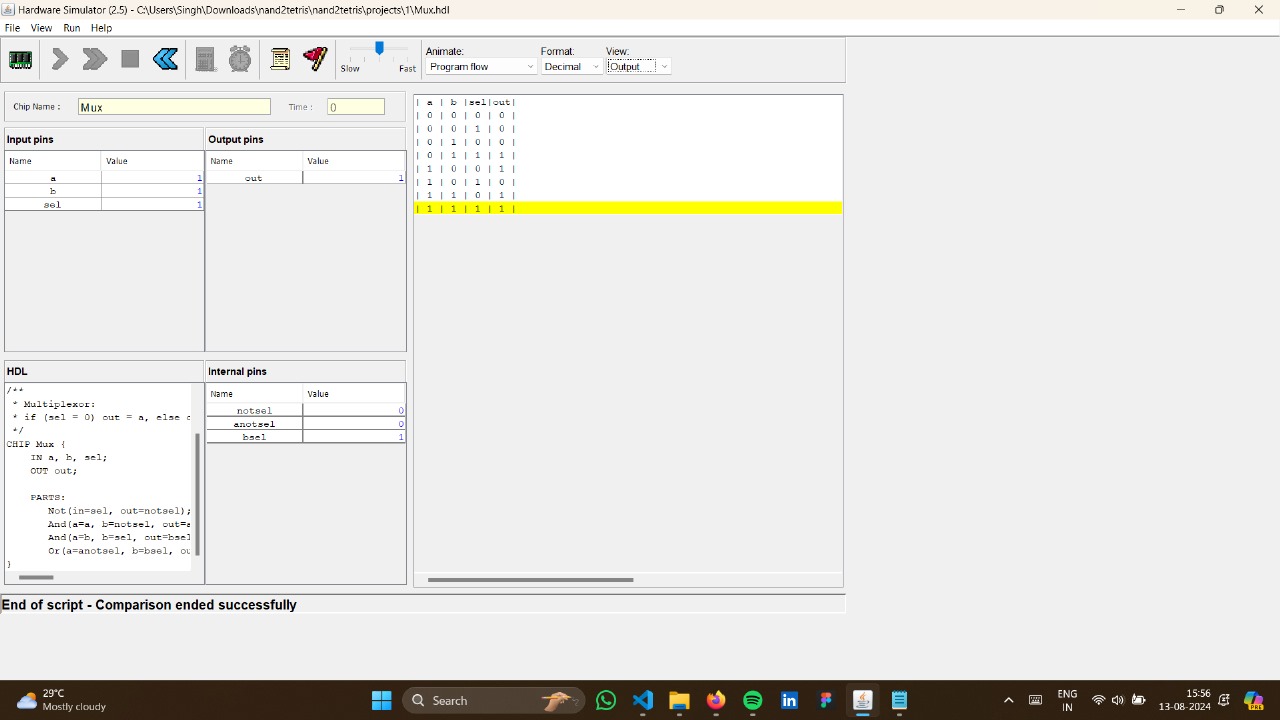 Hardware Simulator (2.5) - C:\Users\Singh\Downloads\nand2tetris\nand2tetris\projects\1\Mux.hdl
File View Run Help
Slow Fast
Animate: Format: View:
Program flow Decimal Output
Chip Name : Mux Time : 0
Input pins
Name Value
a 1
b 1
sel 1
Output pins
Name Value
out 1
| a | b |sel|out|
| 0 | 0 | 0 | 0 |
| 0 | 0 | 1 | 0 |
| 0 | 1 | 0 | 0 |
| 0 | 1 | 1 | 1 |
| 1 | 0 | 0 | 1 |
| 1 | 0 | 1 | 0 |
| 1 | 1 | 0 | 1 |
| 1 | 1 | 1 | 1 |
HDL
/**
* Multiplexor:
* if (sel = 0) out = a, else
*/
CHIP Mux {
IN a, b, sel;
OUT out;
PARTS:
Not(in=sel, out=notsel);
And(a=a, b=notsel, out=
And(a=b, b=sel, out=bsel
Or(a=anotsel, b=bsel,
}
Internal pins
Name Value
notsel 0
anotsel 0
bsel 1
End of script - Comparison ended successfully
29°C
Mostly cloudy
Search
ENG
IN
15:56
13-08-2024
PRE